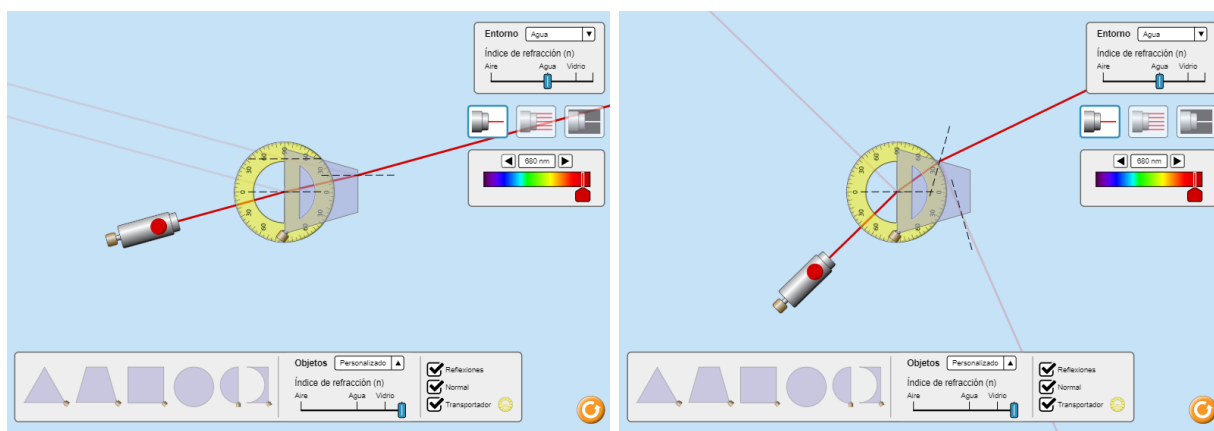 Entorno Agua
Índice de refracción (n)
Aire Agua Vidrio
680 nm
Objetos Personalizado
Índice de refracción (n)
Aire Agua Vidrio
Reflexiones
Normal
Transportador
Entorno Agua
Índice de refracción (n)
Aire Agua Vidrio
680 nm
Objetos Personalizado
Índice de refracción (n)
Aire Agua Vidrio
Reflexiones
Normal
Transportador